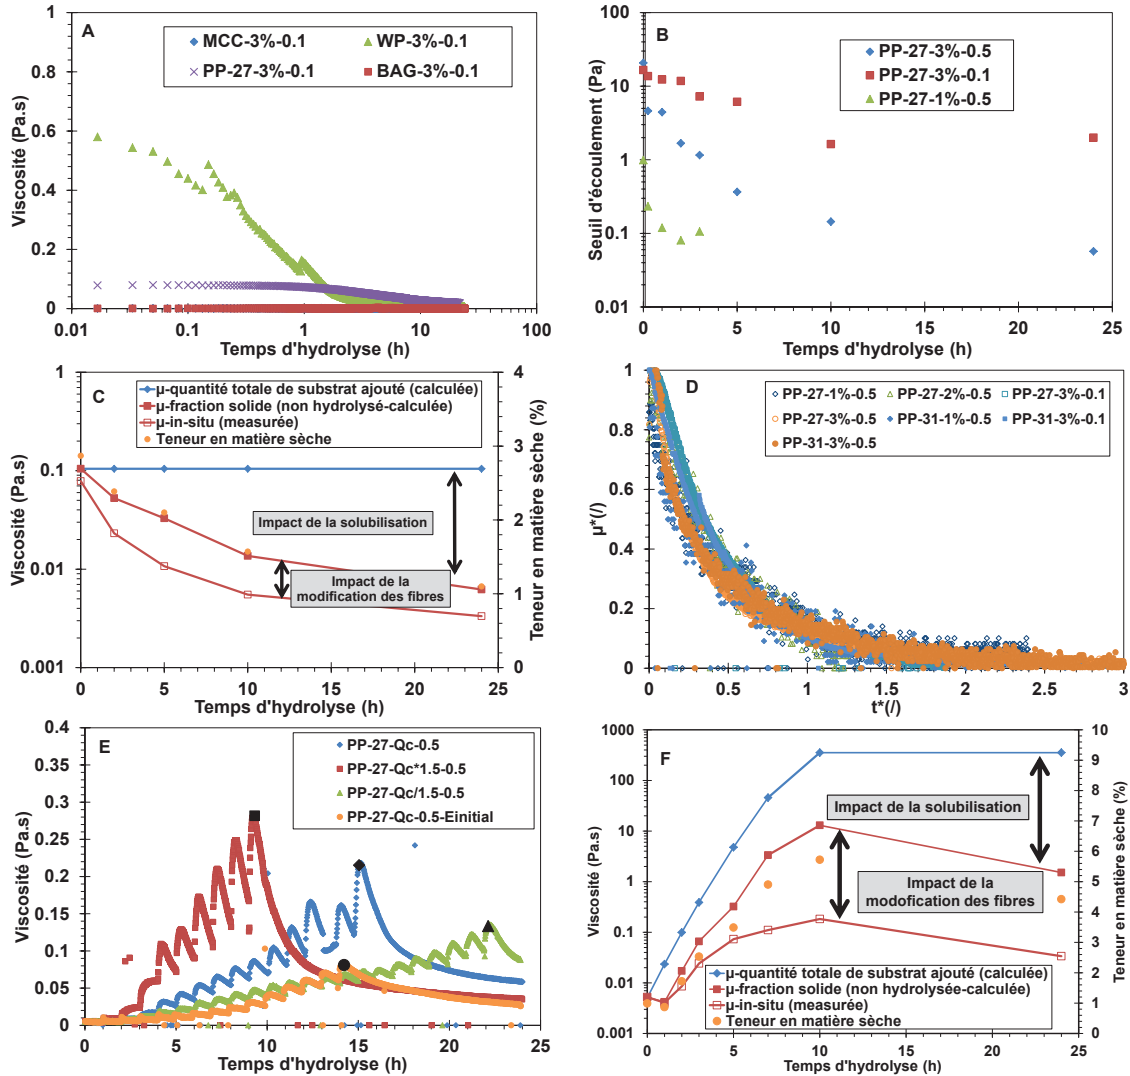 A
MCC-3%-0.1
WP-3%-0.1
PP-27-3%-0.1
BAG-3%-0.1
Viscosité (Pa.s)
1
0.8
0.6
0.4
0.2
0
0.01
0.1
1
10
100
Temps d'hydrolyse (h)
B
PP-27-3%-0.5
PP-27-3%-0.1
PP-27-1%-0.5
Seuil d'écoulement (Pa)
100
10
1
0.1
0.01
0
5
10
15
20
25
Temps d'hydrolyse (h)
C
µ-quantité totale de substrat ajouté (calculée)
µ-fraction solide (non hydrolysé-calculée)
µ-in-situ (mesurée)
Teneur en matière sèche
Viscosité (Pa.s)
1
0.1
0.01
0.001
Impact de la solubilisation
Impact de la
modification des fibres
4
3
2
1
0
Teneur en matière sèche (%)
0
5
10
15
20
25
Temps d'hydrolyse (h)
D
PP-27-1%-0.5
PP-27-2%-0.5
PP-27-3%-0.1
PP-27-3%-0.5
PP-31-1%-0.5
PP-31-3%-0.1
PP-31-3%-0.5
µ*(/)
1
0.8
0.6
0.4
0.2
0
0
0.5
1
1.5
2
2.5
3
t*(/)
E
PP-27-Qc-0.5
PP-27-Qc*1.5-0.5
PP-27-Qc/1.5-0.5
PP-27-Qc-0.5-Einitial
Viscosité (Pa.s)
0.4
0.35
0.3
0.25
0.2
0.15
0.1
0.05
0
0
5
10
15
20
25
Temps d'hydrolyse (h)
F
Viscosité (Pa.s)
1000
100
10
1
0.1
0.01
0.001
Impact de la solubilisation
Impact de la
modofication des fibres
µ-quantité totale de substrat ajouté (calculée)
µ-fraction solide (non hydrolysée-calculée)
µ-in-situ (mesurée)
Teneur en matière sèche
10
9
8
7
6
5
4
3
2
1
0
Teneur en matière sèche (%)
0
5
10
15
20
25
Temps d'hydrolyse (h)